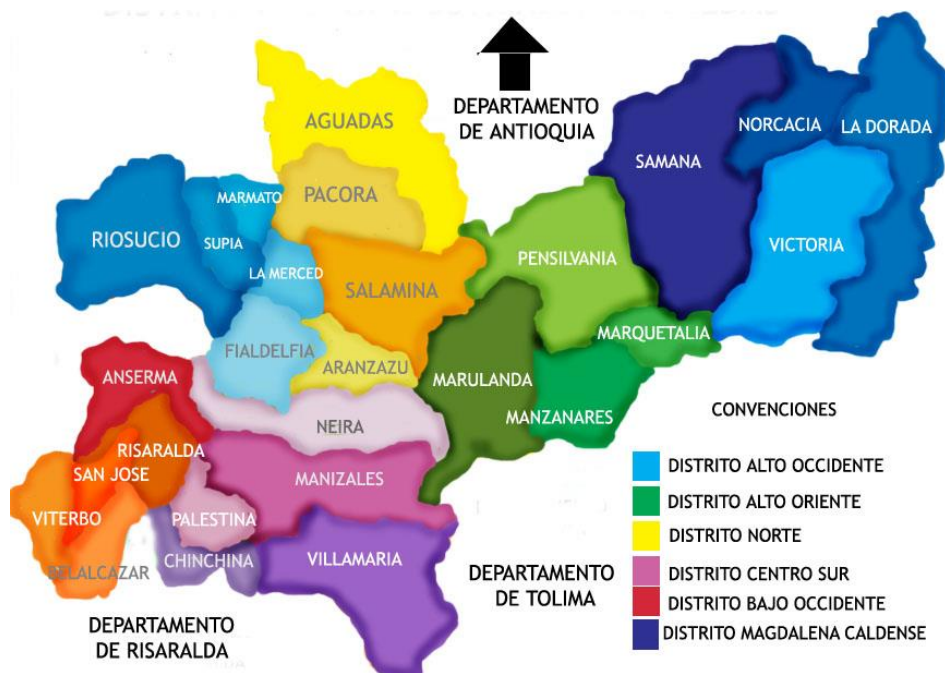 DEPARTAMENTO
DE ANTIOQUIA
AGUADAS
PACORA
MARMATO
RIOSUCIO
SUPIA
LA MERCED
SALAMINA
FIALDELFIA
ARANZAZU
SAMANA
NORCACIA
LA DORADA
VICTORIA
PENSILVANIA
MARQUETALIA
MARULANDA
MANZANARES
ANSERMA
NEIRA
RISARALDA
SAN JOSE
MANIZALES
VITERBO
PALESTINA
BELALCAZAR
CHINCHINA
VILLAMARIA
DEPARTAMENTO
DE TOLIMA
DEPARTAMENTO
DE RISARALDA
CONVENCIONES
DISTRITO ALTO OCCIDENTE
DISTRITO ALTO ORIENTE
DISTRITO NORTE
DISTRITO CENTRO SUR
DISTRITO BAJO OCCIDENTE
DISTRITO MAGDALENA CALDENSE